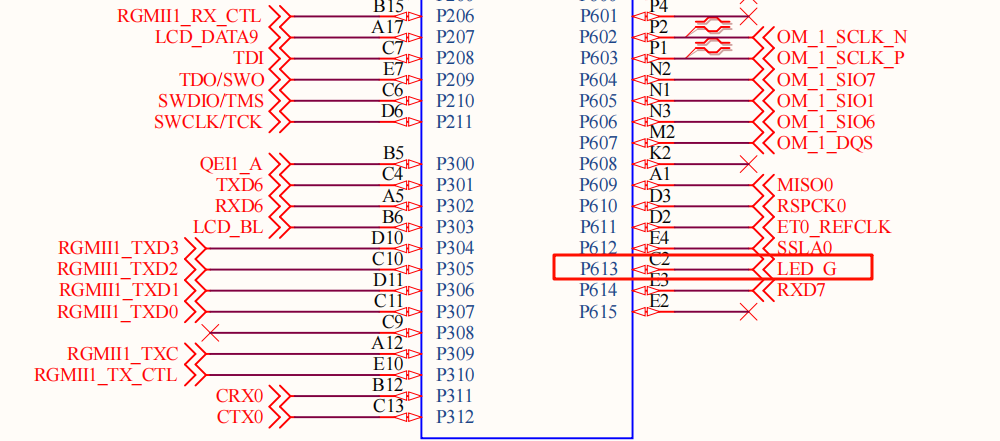 RGMII1_RX_CTL B15 P206
LCD_DATA9 A17 P207
TDI C7 P208
TDO/SWO E7 P209
SWDIO/TMS C6 P210
SWCLK/TCK D6 P211
QEI1_A B5 P300
TXD6 C4 P301
RXD6 A5 P302
LCD_BL B6 P303
RGMII1_TXD3 D10 P304
RGMII1_TXD2 C10 P305
RGMII1_TXD1 D11 P306
RGMII1_TXD0 C11 P307
C9 P308
RGMII1_TXC A12 P309
RGMII1_TX_CTL E10 P310
CRX0 B12 P311
CTX0 C13 P312
P601 P4
P602 P2 OM_1_SCLK_N
P603 P1 OM_1_SCLK_P
P604 N2 OM_1_SIO7
P605 N1 OM_1_SIO1
P606 N3 OM_1_SIO6
P607 M2 OM_1_DQS
P608 K2
P609 A1 MISO0
P610 D3 RSPCK0
P611 D2 ET0_REFCLK
P612 E4 SSLA0
P613 C2 LED_G
P614 E3 RXD7
P615 E2